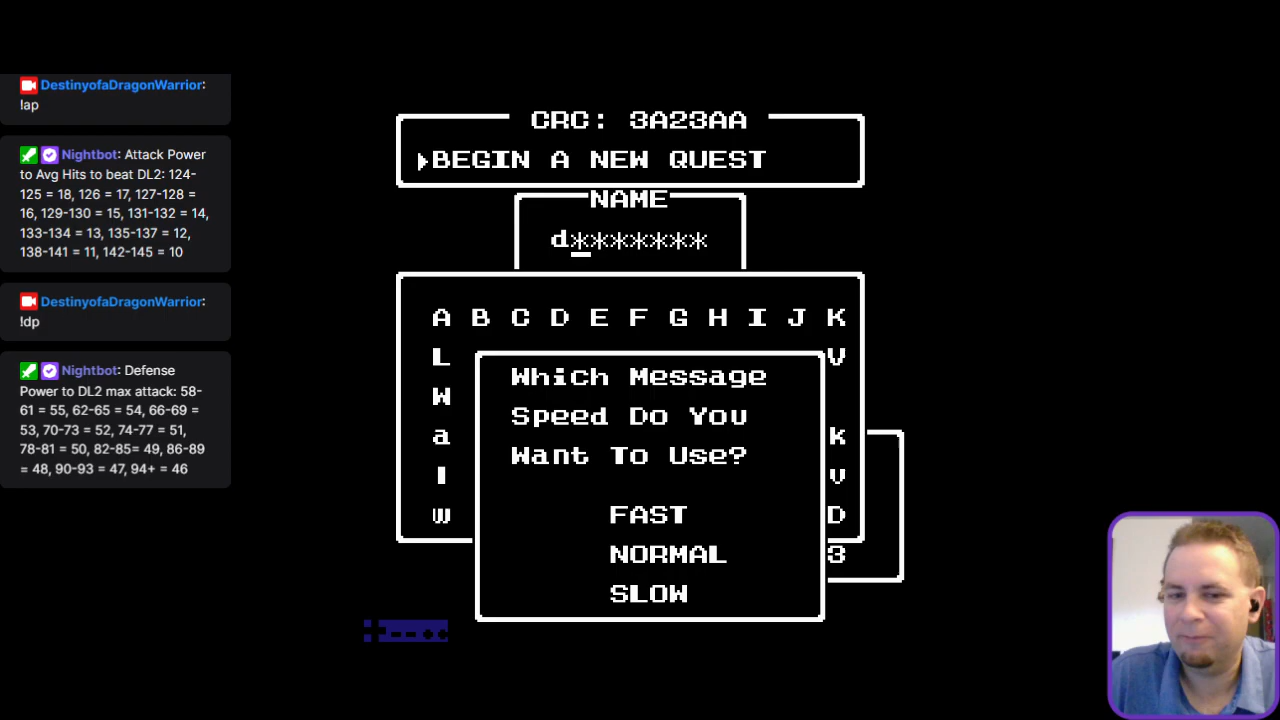 DestinyofaDragonWarrior:
!ap
Nightbot: Attack Power
to Avg Hits to beat DL2: 124-
125 = 18, 126 = 17, 127-128 =
16, 129-130 = 15, 131-132 = 14,
133-134 = 13, 135-137 = 12,
138-141 = 11, 142-145 = 10
DestinyofaDragonWarrior:
!dp
Nightbot: Defense
Power to DL2 max attack: 58-
61 = 55, 62-65 = 54, 66-69 =
53, 70-73 = 52, 74-77 = 51,
78-81 = 50, 82-85= 49, 86-89
= 48, 90-93 = 47, 94+ = 46
CRC: 3A23AA
BEGIN A NEW QUEST
NAME
d*******
A B C D E F G H I J K
L V
W
a k
l v
w D
3
Which Message
Speed Do You
Want To Use?
FAST
NORMAL
SLOW